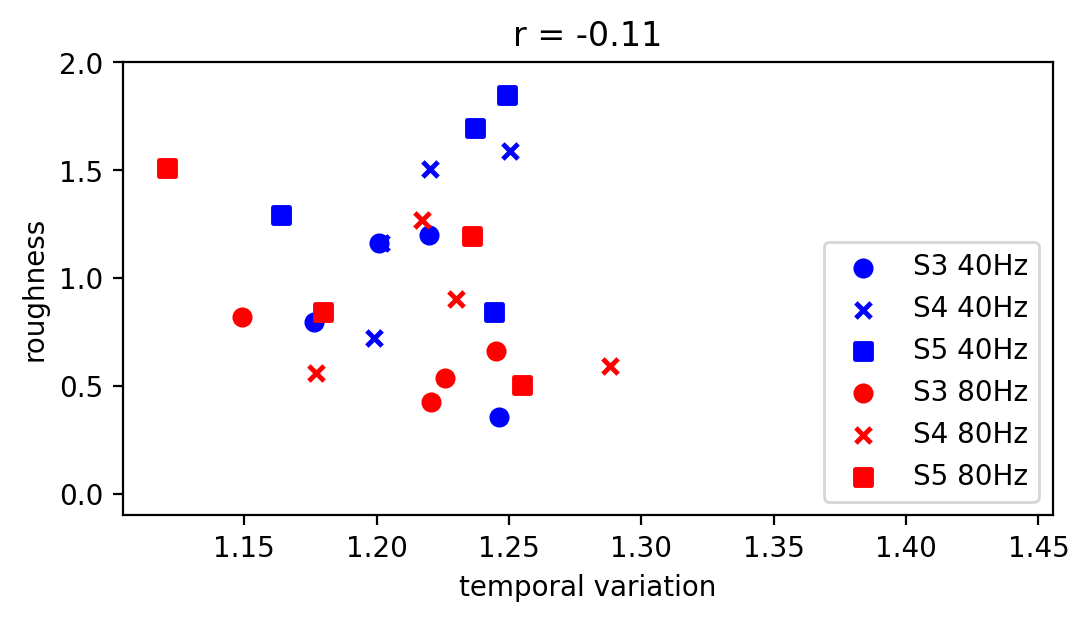 r = -0.11
roughness
2.0
1.5
1.0
0.5
0.0
S3 40Hz
S4 40Hz
S5 40Hz
S3 80Hz
S4 80Hz
S5 80Hz
1.15 1.20 1.25 1.30 1.35 1.40 1.45
temporal variation